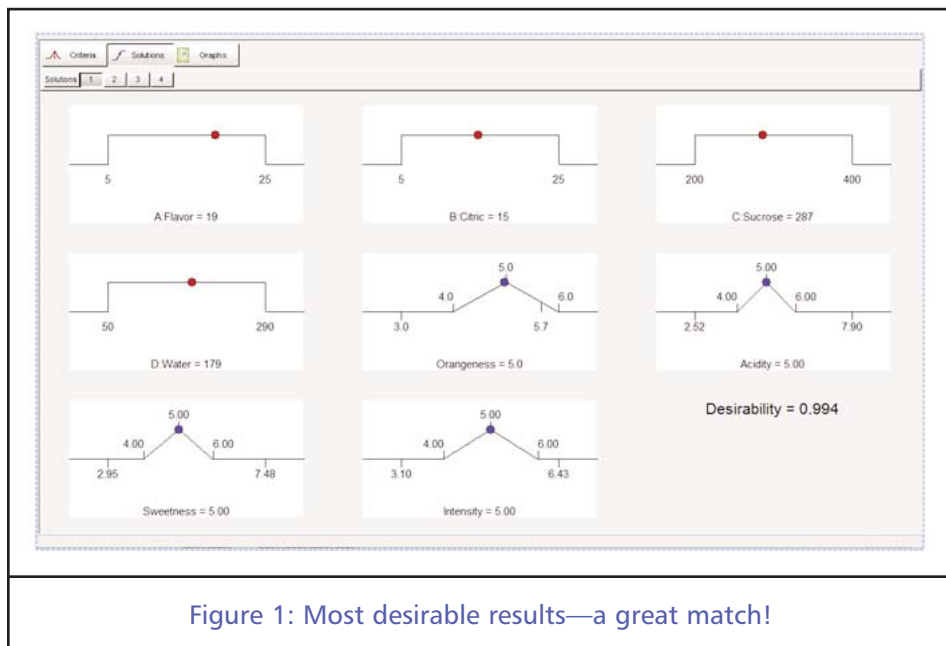 Criteria Solutions Graphs
Solutions 1 2 3 4
5 25
A:Flavor = 19
5 25
B:Citric = 15
200 400
C:Sucrose = 287
50 290
D:Water = 179
5.0
4.0 6.0
3.0 5.7
Orangeness = 5.0
5.00
4.00 6.00
2.52 7.90
Acidity = 5.00
5.00
4.00 6.00
2.95 7.48
Sweetness = 5.00
5.00
4.00 6.00
3.10 6.43
Intensity = 5.00
Desirability = 0.994
Figure 1: Most desirable results—a great match!